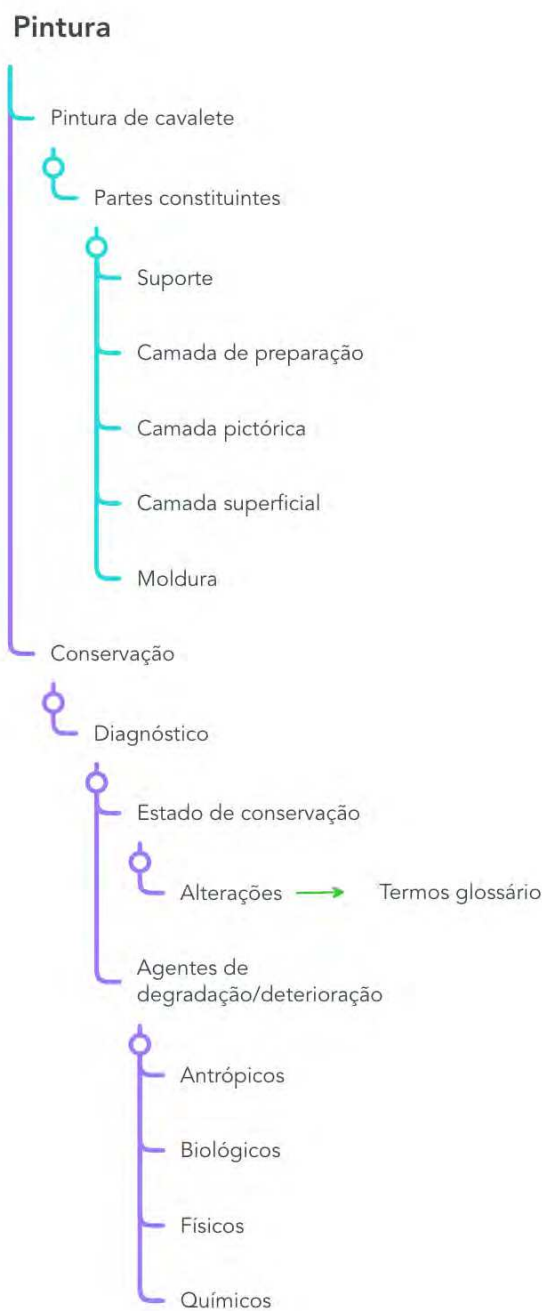 Pintura
Pintura de cavalete
Partes constituintes
Suporte
Camada de preparação
Camada pictórica
Camada superficial
Moldura
Conservação
Diagnóstico
Estado de conservação
Alterações → Termos glossário
Agentes de
degradação/deterioração
Antrópicos
Biológicos
Físicos
Químicos